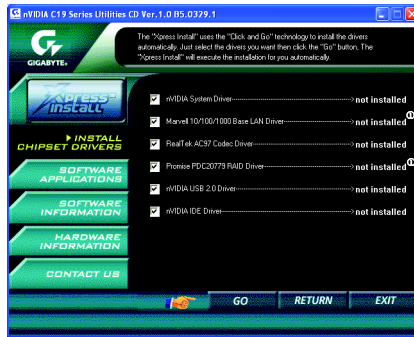 nVIDIA C19 Series Utilities CD Ver.1.0 B5.0329.1
GIGABYTE
The "Xpress Install" uses the "Click and Go" technology to install the drivers
automatically. Just select the drivers you want then click the "Go" button. The
"Xpress Install" will execute the installation for you automatically.
Xpress-
INSTALL
INSTALL
CHIPSET DRIVERS
SOFTWARE
APPLICATIONS
SOFTWARE
INFORMATION
HARDWARE
INFORMATION
CONTACT US
nVIDIA System Driver not installed
Marvel 10/100/1000 Base LAN Driver not installed ①
RealTek AC97 Codec Driver not installed
Promise PDC20779 RAID Driver not installed ①
nVIDIA USB 2.0 Driver not installed
nVIDIA IDE Driver not installed
GO RETURN EXIT